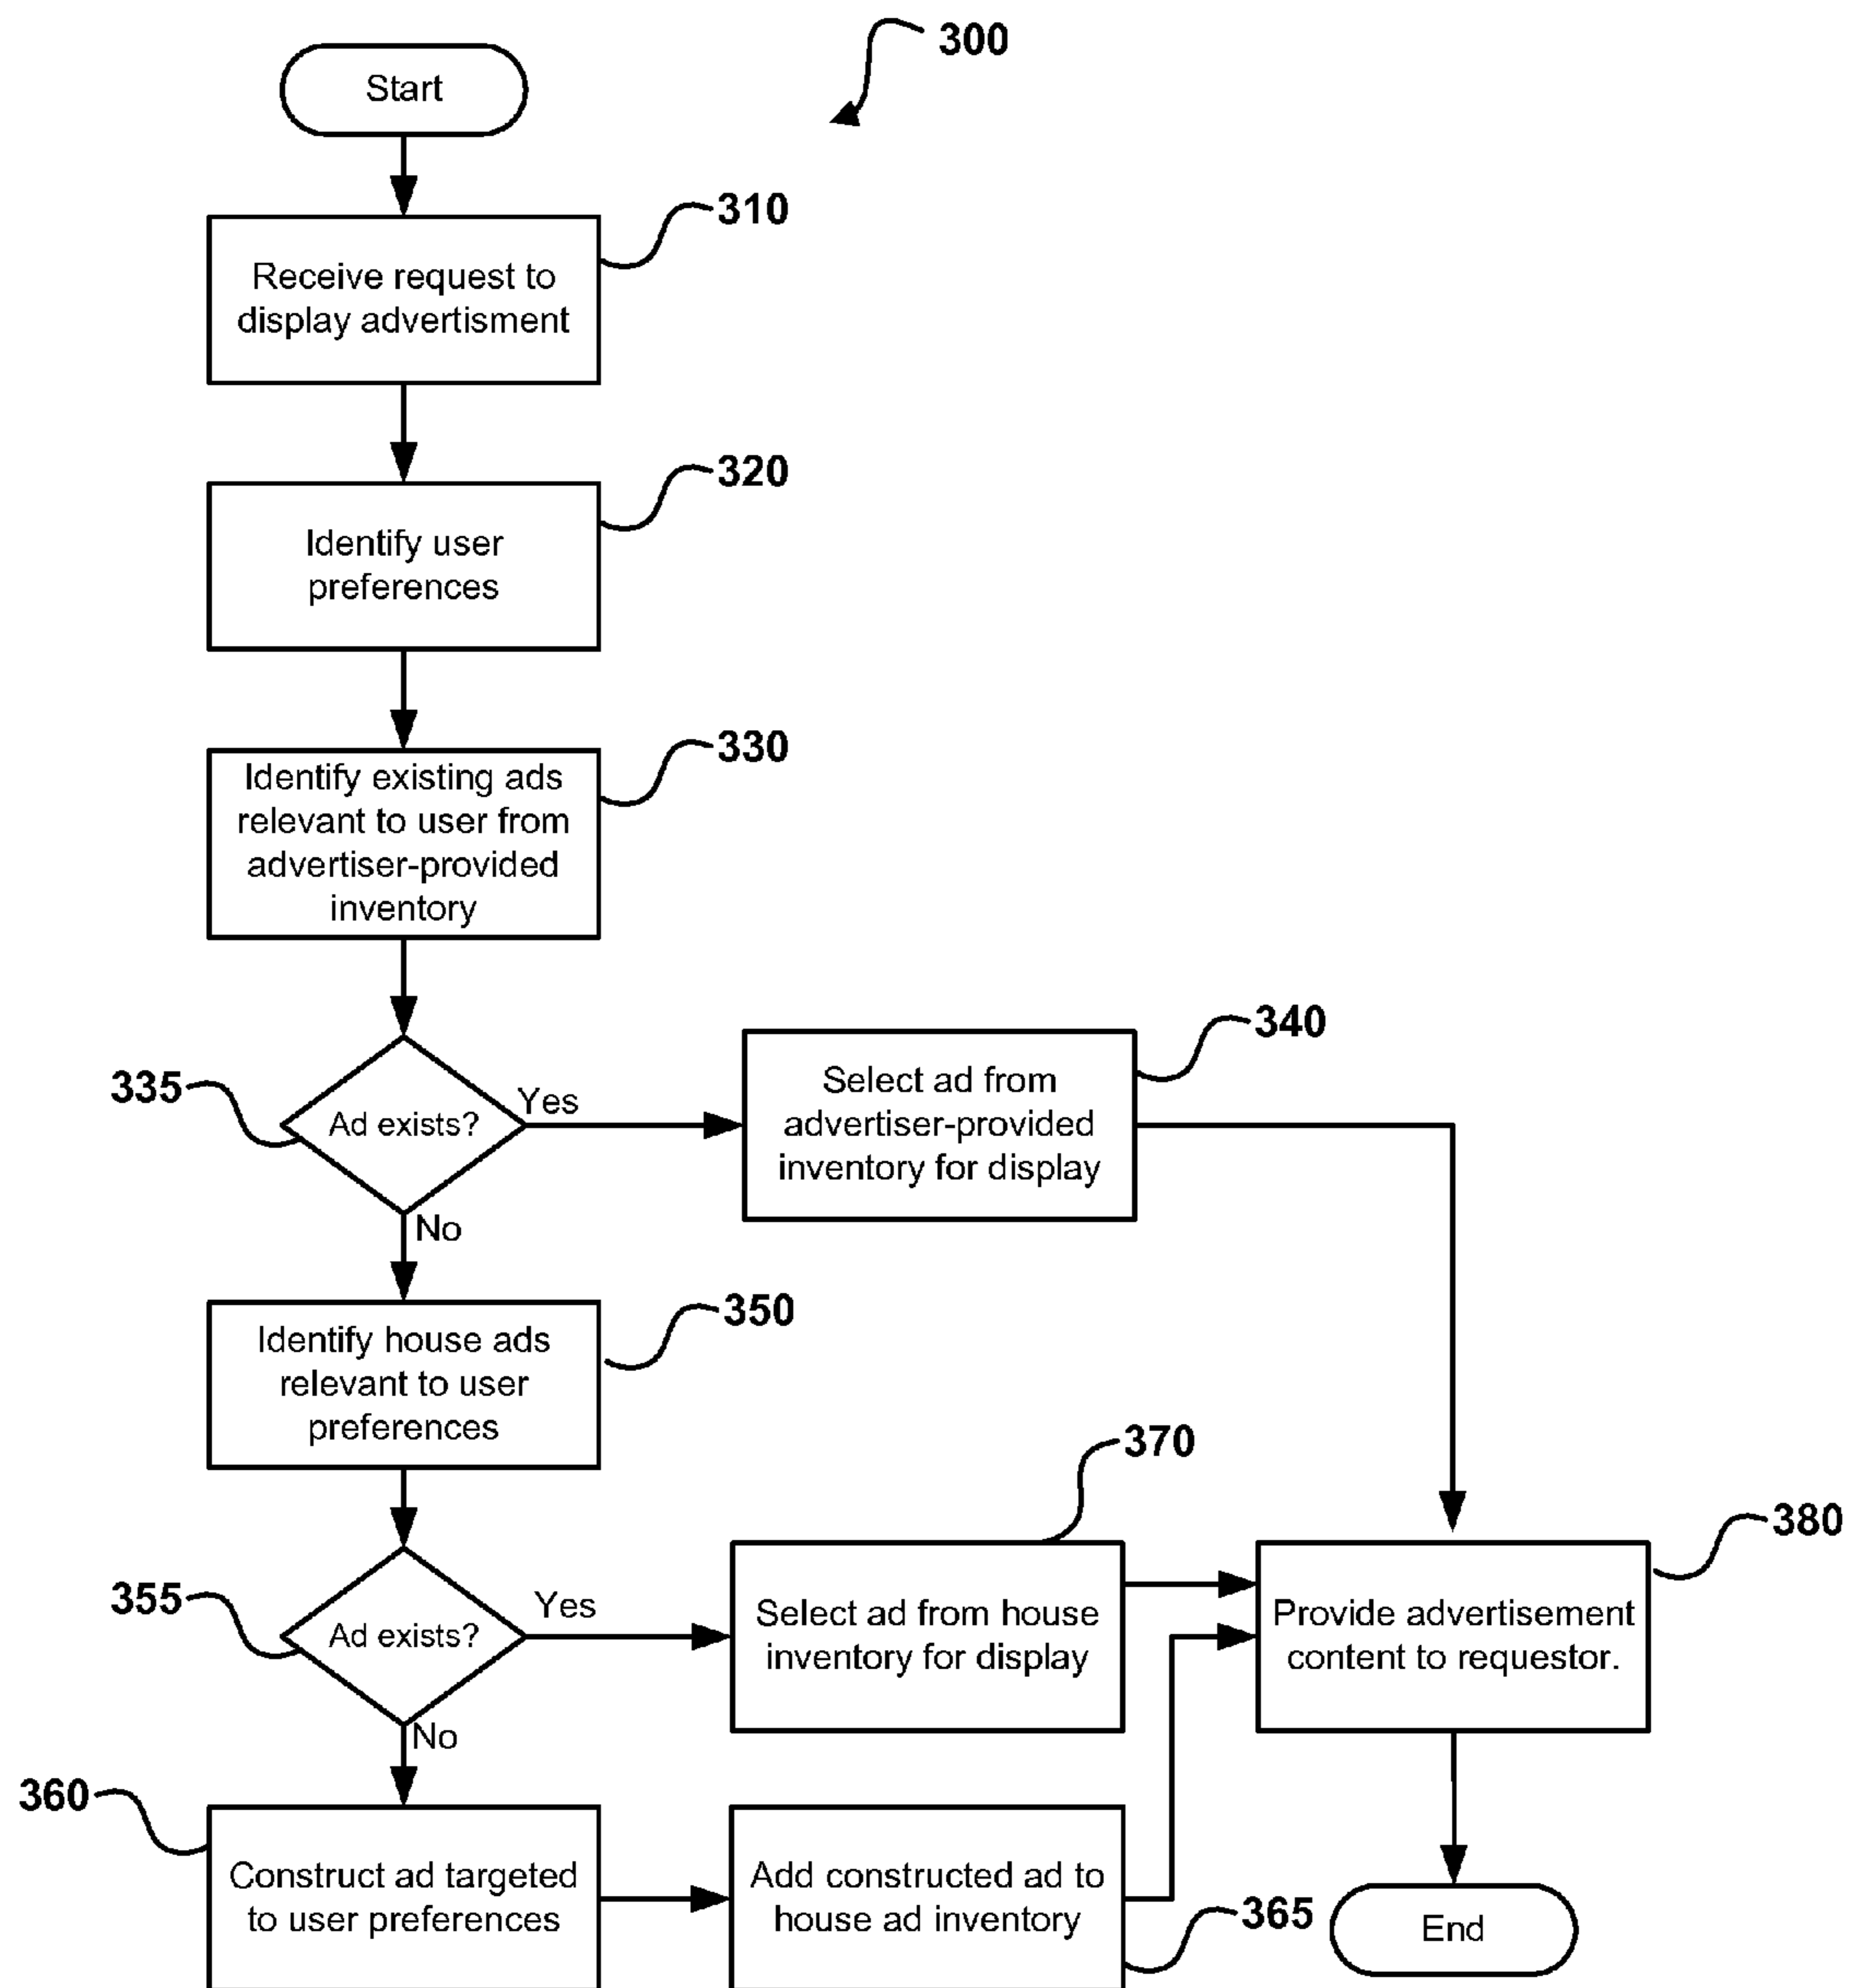 300
Start
310
Receive request to
display advertisment
320
Identify user
preferences
330
Identify existing ads
relevant to user from
advertiser-provided
inventory
335
Ad exists?
Yes
No
340
Select ad from
advertiser-provided
inventory for display
350
Identify house ads
relevant to user
preferences
355
Ad exists?
Yes
No
370
Select ad from house
inventory for display
380
Provide advertisement
content to requestor.
360
Construct ad targeted
to user preferences
Add constructed ad to
house ad inventory
365
End